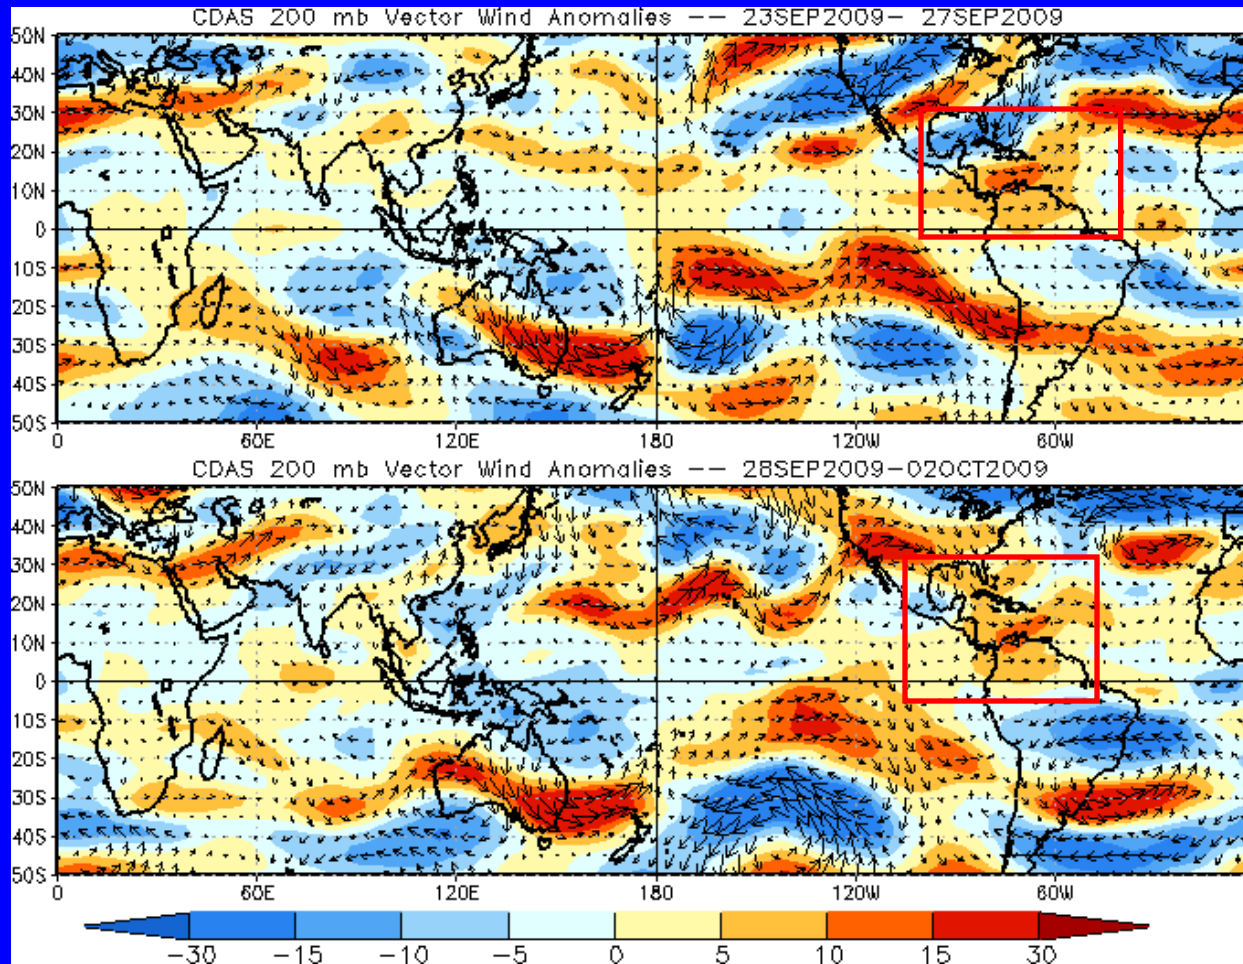 CDAS 200 mb Vector Wind Anomalies -- 23SEP2009- 27SEP2009
50N
40N
30N
20N
10N
0
10S
20S
30S
40S
50S
0 60E 120E 180 120W 60W
CDAS 200 mb Vector Wind Anomalies -- 28SEP2009-02OCT2009
50N
40N
30N
20N
10N
0
10S
20S
30S
40S
50S
0 60E 120E 180 120W 60W
-30 -15 -10 -5 0 5 10 15 30